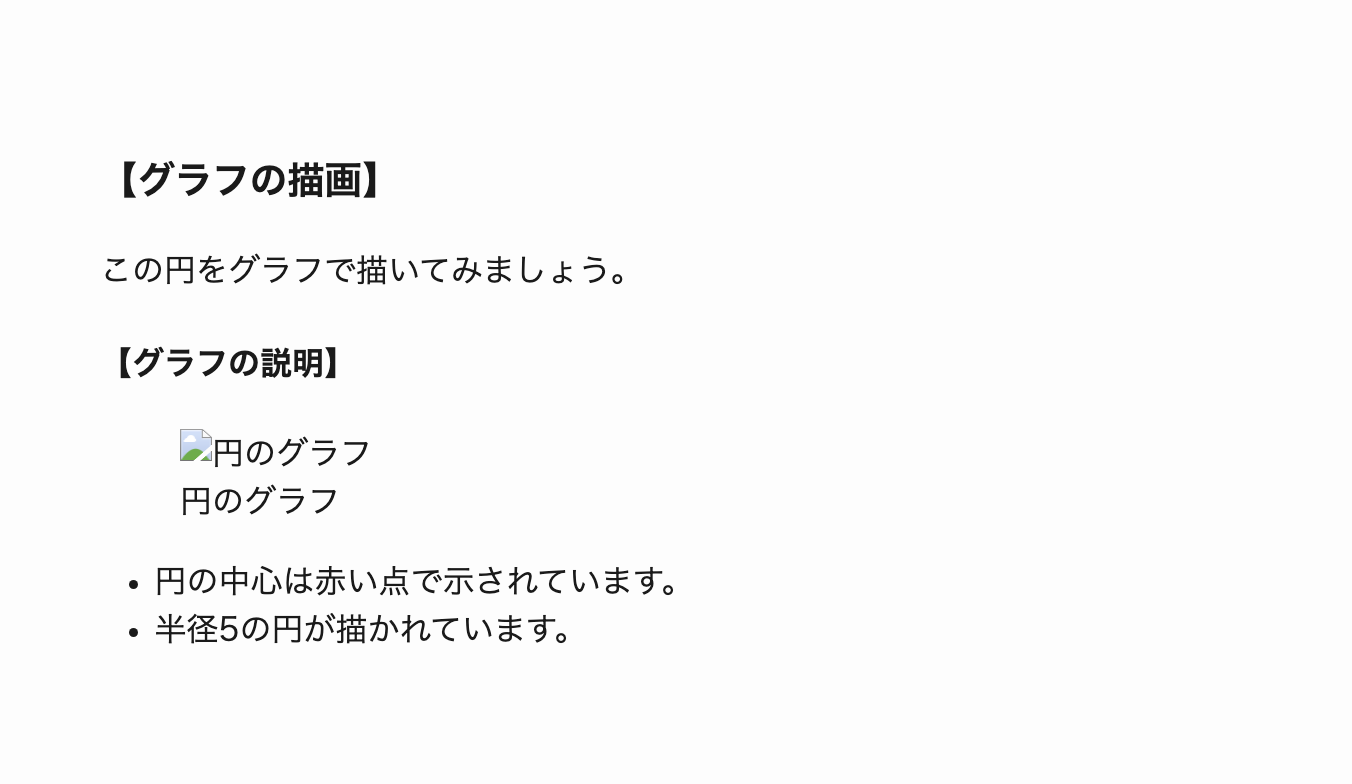 【グラフの描画】
この円をグラフで描いてみましょう。
【グラフの説明】
円のグラフ
円のグラフ
• 円の中心は赤い点で示されています。
• 半径5の円が描かれています。